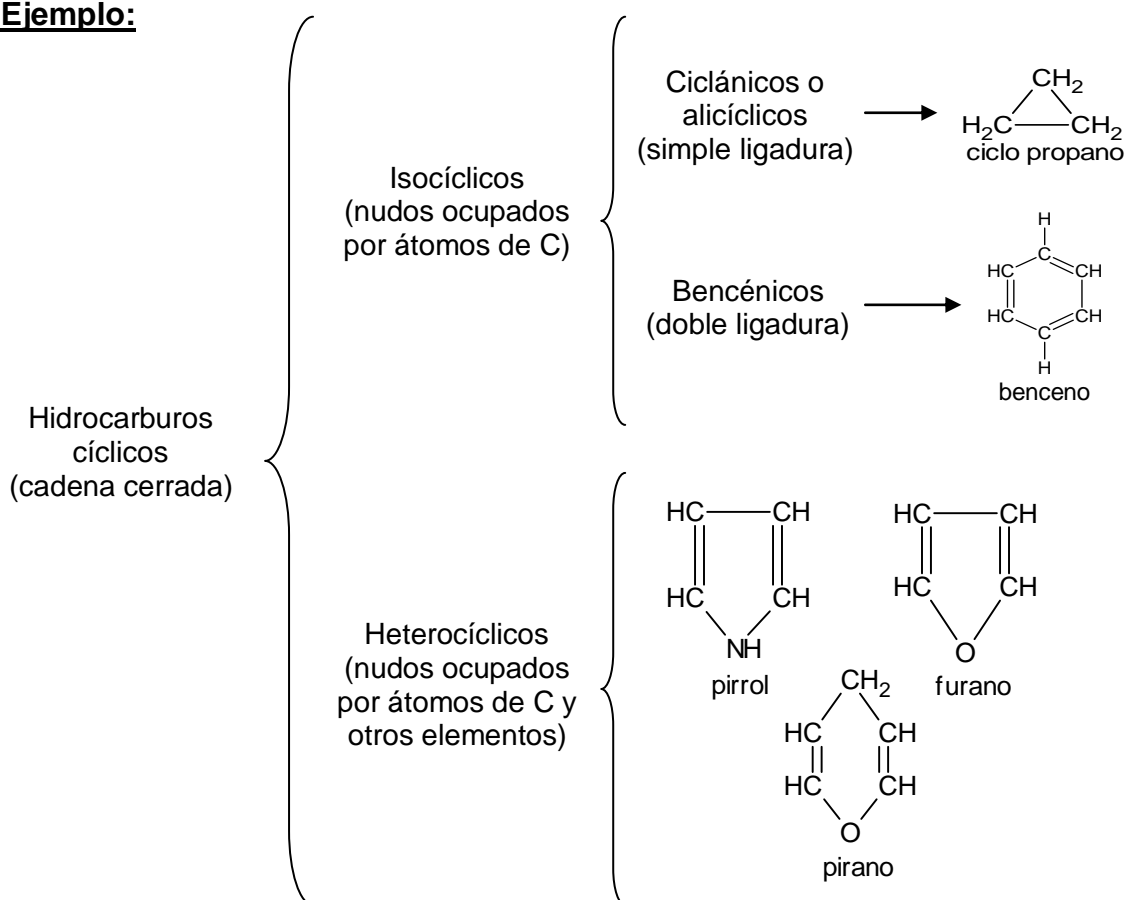 Ejemplo:
Hidrocarburos
cíclicos
(cadena cerrada)
Isocíclicos
(nudos ocupados
por átomos de C)
Ciclánicos o
alicíclicos
(simple ligadura)
CH₂
H₂C CH₂
ciclo propano
Bencénicos
(doble ligadura)
H
C
HC CH
HC CH
C
H
benceno
Heterocíclicos
(nudos ocupados
por átomos de C y
otros elementos)
HC CH
HC CH
NH
pirrol
HC CH
HC CH
O
furano
CH₂
HC CH
HC CH
O
pirano